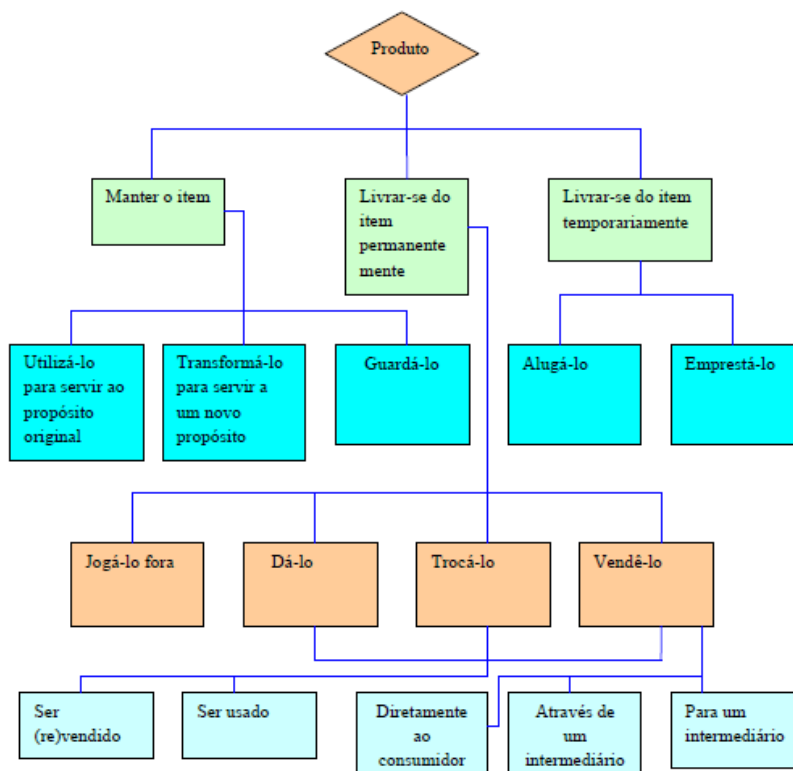 Produto
Manter o item
Livrar-se do
item
permanente
mente
Livrar-se do item
temporariamente
Utilizá-lo
para servir ao
propósito
original
Transformá-lo
para servir a
um novo
propósito
Guardá-lo
Alugá-lo
Emprestá-lo
Jogá-lo fora
Dá-lo
Trocá-lo
Vendê-lo
Ser
(re)vendido
Ser usado
Diretamente
ao
consumidor
Através de
um
intermediário
Para um
intermediário